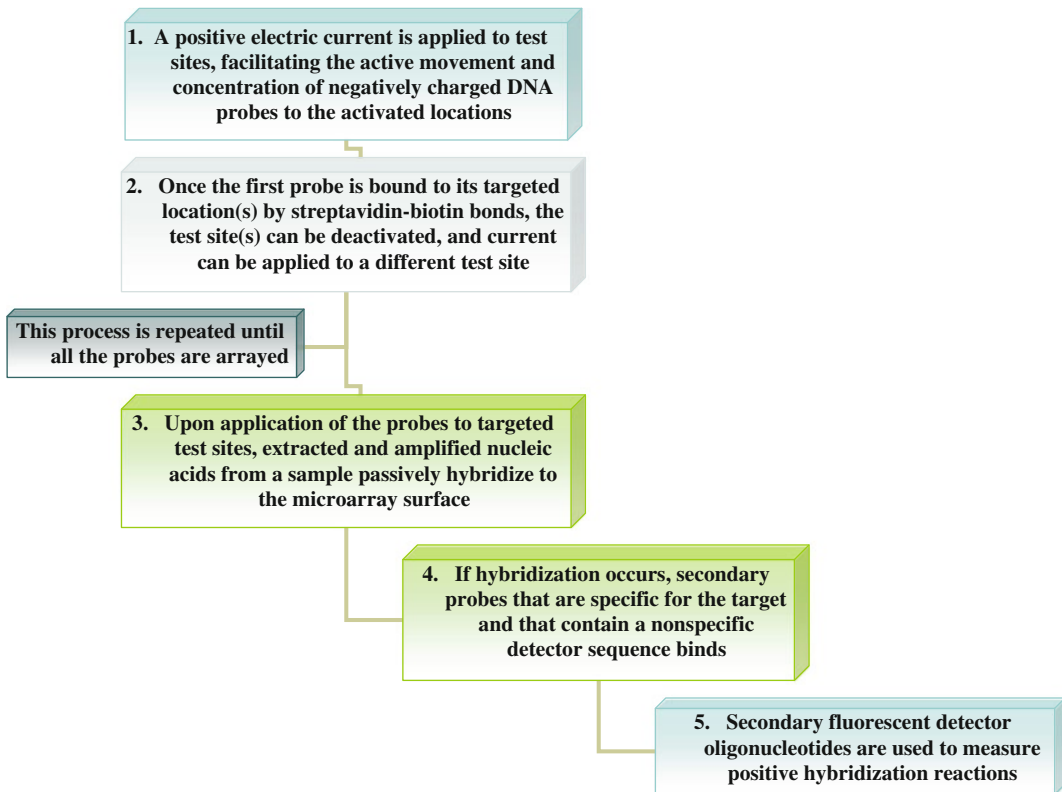 1. A positive electric current is applied to test
sites, facilitating the active movement and
concentration of negatively charged DNA
probes to the activated locations
2. Once the first probe is bound to its targeted
location(s) by streptavidin-biotin bonds, the
test site(s) can be deactivated, and current
can be applied to a different test site
This process is repeated until
all the probes are arrayed
3. Upon application of the probes to targeted
test sites, extracted and amplified nucleic
acids from a sample passively hybridize to
the microarray surface
4. If hybridization occurs, secondary
probes that are specific for the target
and that contain a nonspecific
detector sequence binds
5. Secondary fluorescent detector
oligonucleotides are used to measure
positive hybridization reactions